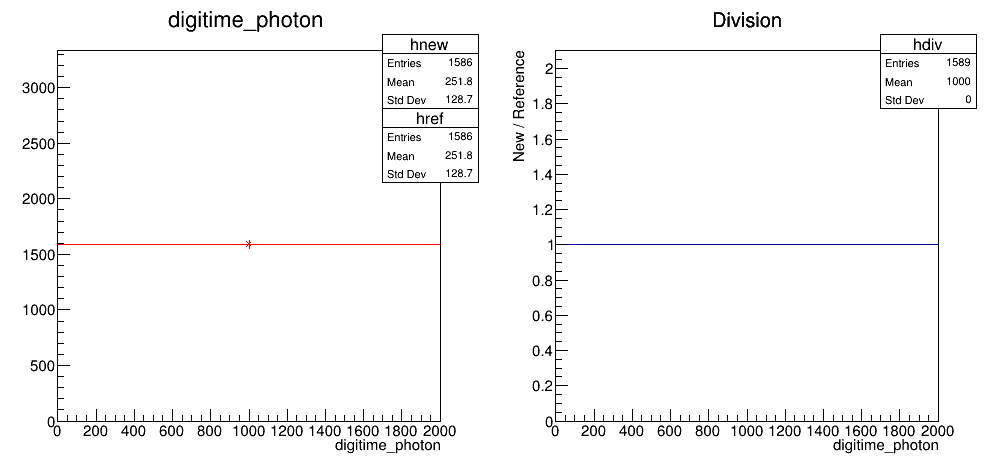 digitime_photon
hnew
Entries 1586
Mean 251.8
Std Dev 128.7
href
Entries 1586
Mean 251.8
Std Dev 128.7
3000
2500
2000
1500
1000
500
0
0 200 400 600 800 1000 1200 1400 1600 1800 2000
digitime_photon
Division
hdiv
Entries 1589
Mean 1000
Std Dev 0
New / Reference
2
1.8
1.6
1.4
1.2
1
0.8
0.6
0.4
0.2
0
0 200 400 600 800 1000 1200 1400 1600 1800 2000
digitime_photon